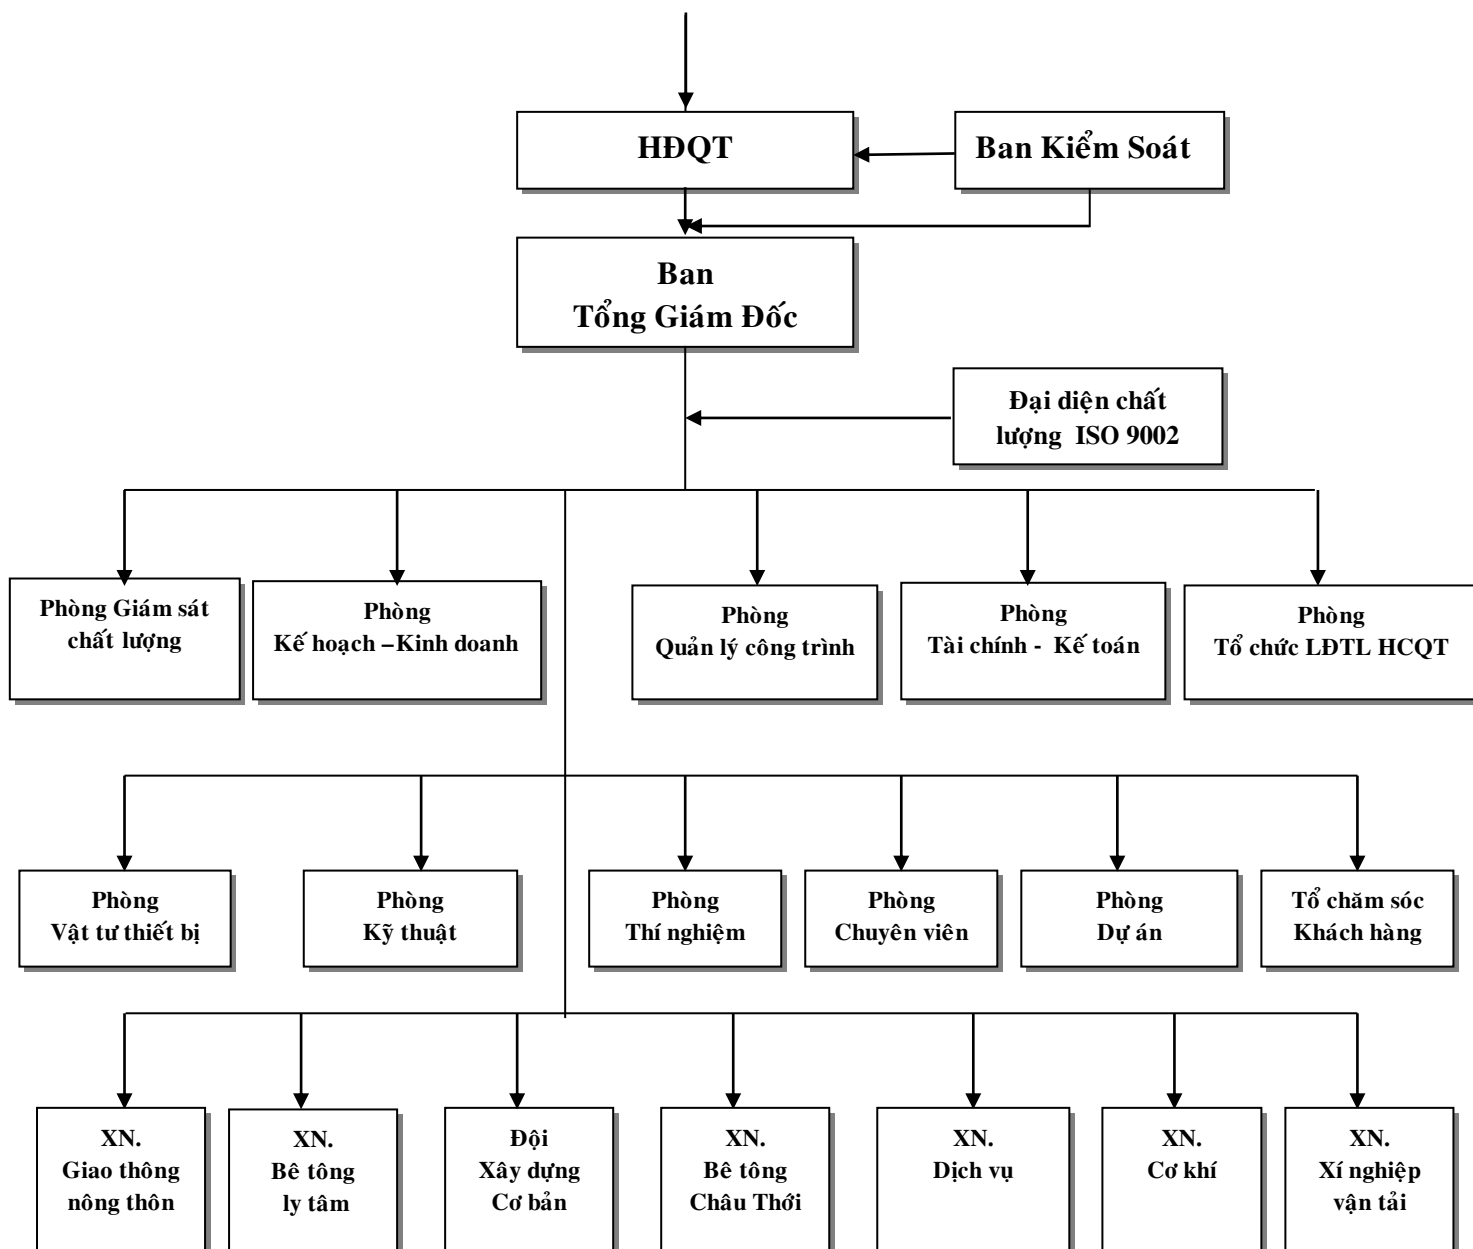 HĐQT
Ban Kiểm Soát
Ban
Tổng Giám Đốc
Đại diện chất
lượng ISO 9002
Phòng Giám sát
chất lượng
Phòng
Kế hoạch –Kinh doanh
Phòng
Quản lý công trình
Phòng
Tài chính - Kế toán
Phòng
Tổ chức LĐTL HCQT
Phòng
Vật tư thiết bị
Phòng
Kỹ thuật
Phòng
Thí nghiệm
Phòng
Chuyên viên
Phòng
Dự án
Tổ chăm sóc
Khách hàng
XN.
Giao thông
nông thôn
XN.
Bê tông
ly tâm
Đội
Xây dựng
Cơ bản
XN.
Bê tông
Châu Thới
XN.
Dịch vụ
XN.
Cơ khí
XN.
Xí nghiệp
vận tải